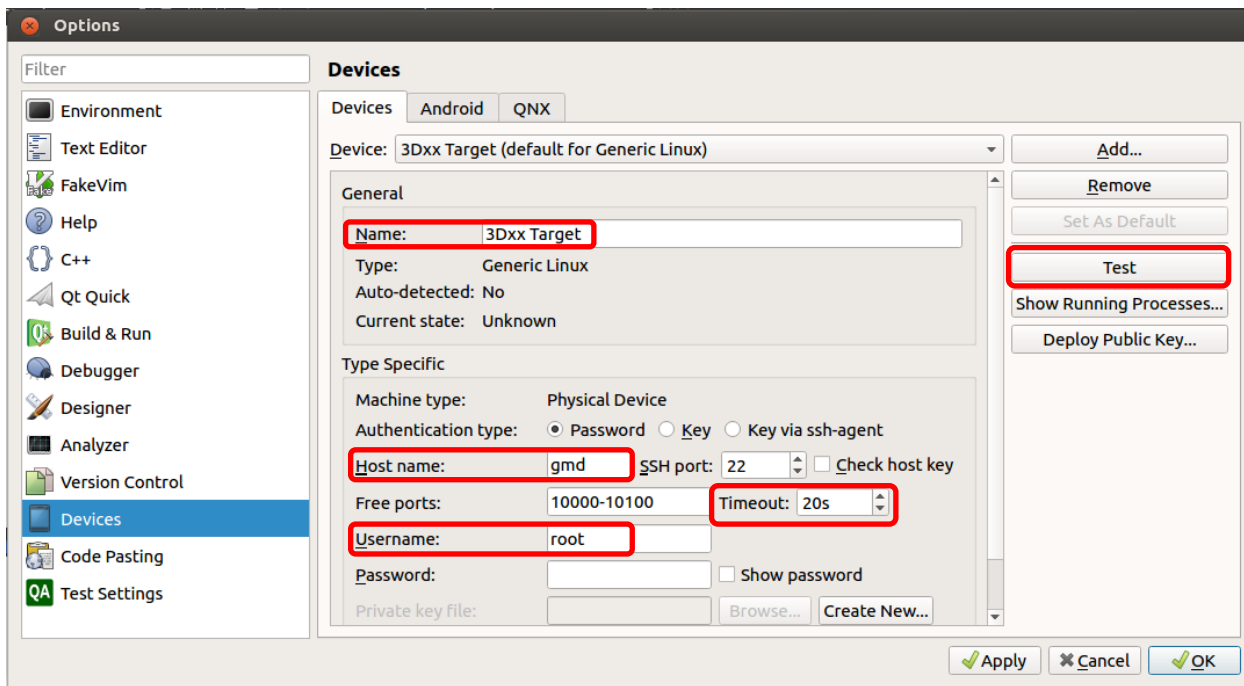 Options
Filter
Environment
Text Editor
FakeVim
Help
C++
Qt Quick
Build & Run
Debugger
Designer
Analyzer
Version Control
Devices
Code Pasting
QA Test Settings
Devices
Devices Android QNX
Device: 3Dxx Target (default for Generic Linux)
General
Name: 3Dxx Target
Type: Generic Linux
Auto-detected: No
Current state: Unknown
Type Specific
Machine type: Physical Device
Authentication type: Password Key Key via ssh-agent
Host name: gmd SSH port: 22 Check host key
Free ports: 10000-10100 Timeout: 20s
Username: root
Password: Show password
Private key file: Browse... Create New...
Add...
Remove
Set As Default
Test
Show Running Processes...
Deploy Public Key...
Apply Cancel OK